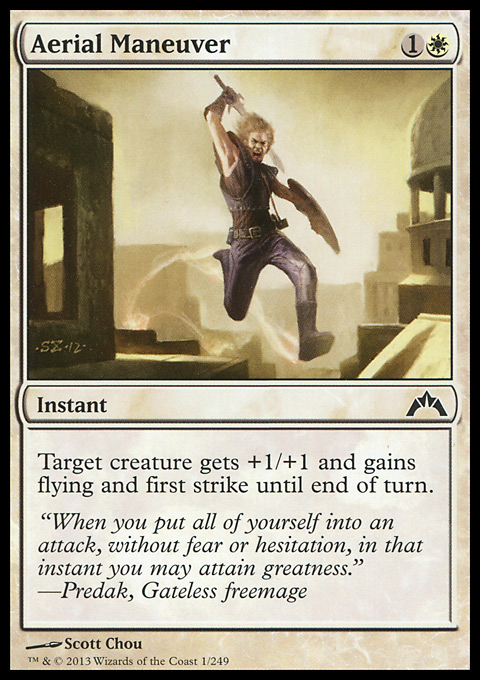 Aerial Maneuver 1
·SZ·12·
Instant
Target creature gets +1/+1 and gains
flying and first strike until end of turn.
“When you put all of yourself into an
attack, without fear or hesitation, in that
instant you may attain greatness.”
—Predak, Gateless freemage
Scott Chou
™ & © 2013 Wizards of the Coast 1/249